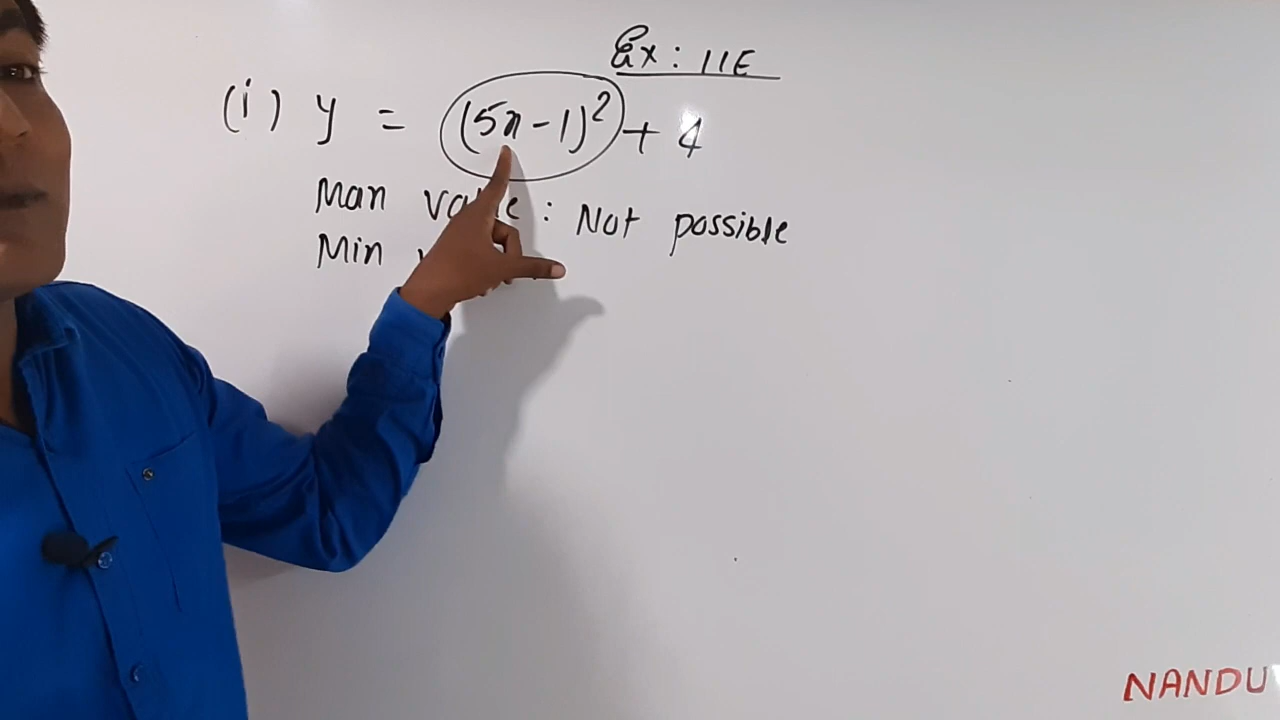 Ex: 11E
(i) y = (5x-1)² + 4
Max value : Not possible
Min
NANDU